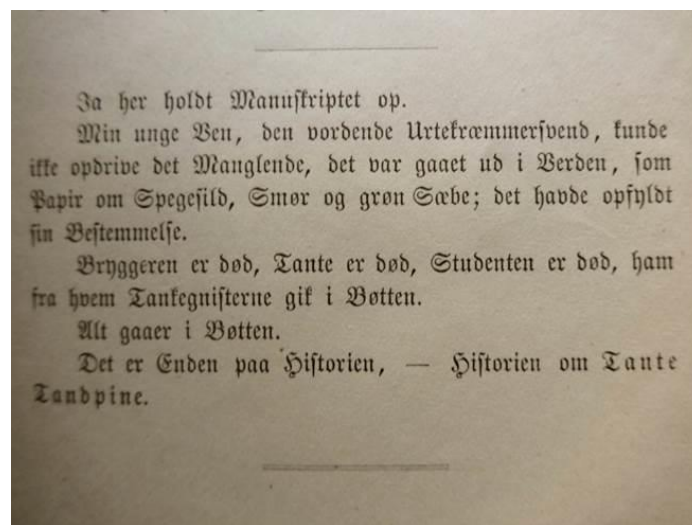 Ja her holdt Manuskriptet op.
Min unge Ven, den vordende Urtekræmmersvend, kunde
ikke opdrive det Manglende, det var gaaet ud i Verden, som
Papir om Spegesild, Smør og grøn Sæbe; det havde opfyldt
sin Bestemmelse.
Bryggeren er død, Tante er død, Studenten er død, ham
fra hvem Tankegnisterne gik i Bøtten.
Alt gaaer i Bøtten.
Det er Enden paa Historien, — Historien om Tante
Tandpine.